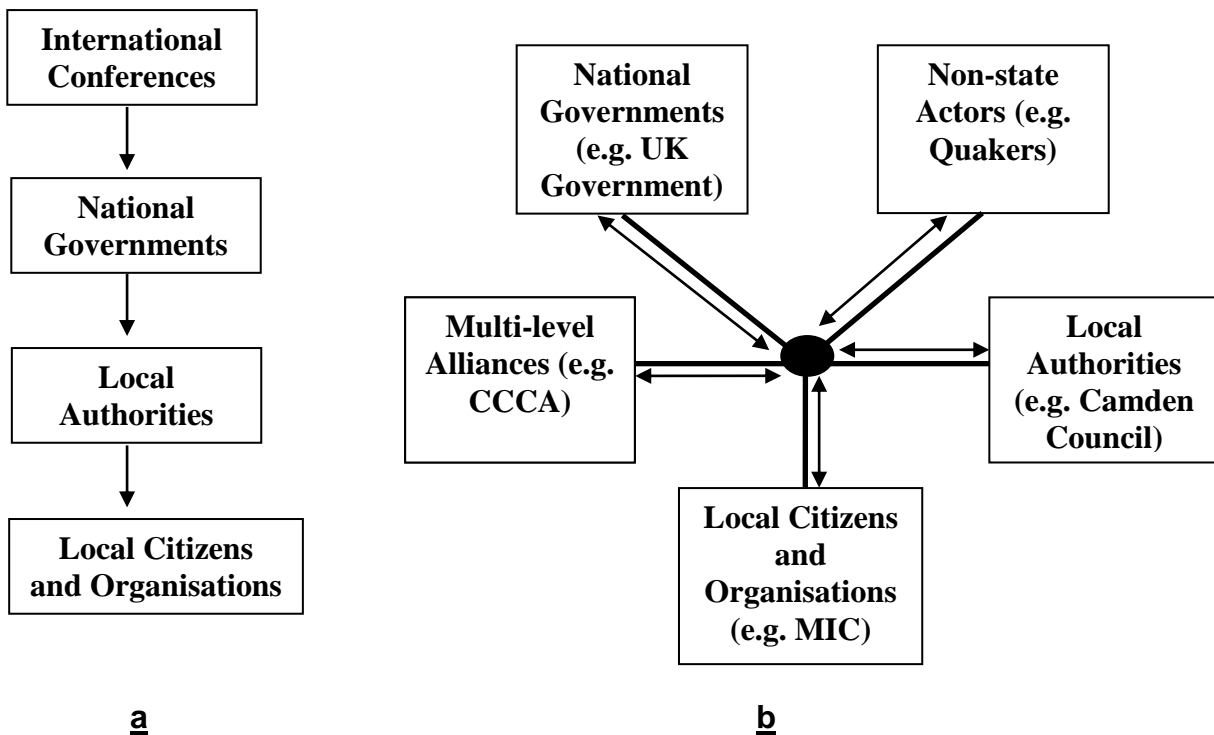 International
Conferences
National
Governments
Local
Authorities
Local Citizens
and Organisations
a
National
Governments
(e.g. UK
Government)
Non-state
Actors (e.g.
Quakers)
Multi-level
Alliances (e.g.
CCCA)
Local
Authorities
(e.g. Camden
Council)
Local Citizens
and
Organisations
(e.g. MIC)
b